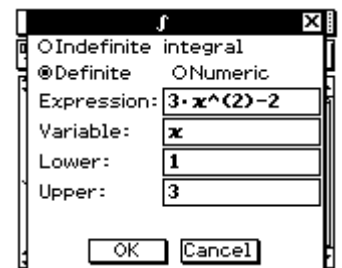 ∫
Indefinite integral
Definite Numeric
Expression: 3·x^(2)-2
Variable: x
Lower: 1
Upper: 3
OK Cancel